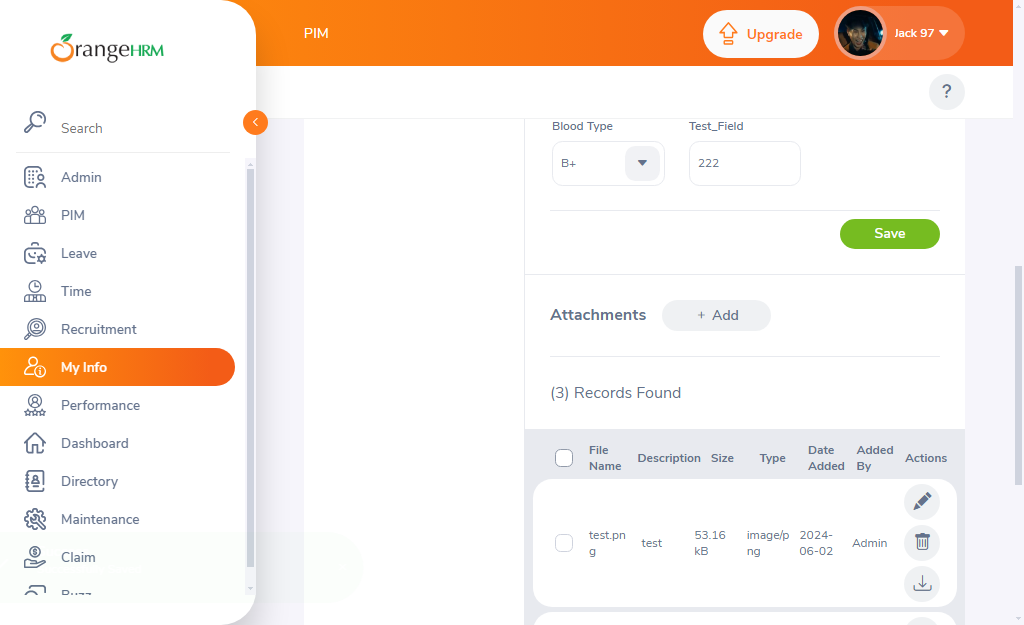 OrangeHRM
PIM
Upgrade
Jack 97
?
Search
Admin
PIM
Leave
Time
Recruitment
My Info
Performance
Dashboard
Directory
Maintenance
Claim
Buzz
Blood Type
Test_Field
B+
222
Save
Attachments
+ Add
(3) Records Found
File Name
Description
Size
Type
Date Added
Added By
Actions
test.png
test
53.16 kB
image/png
2024-06-02
Admin